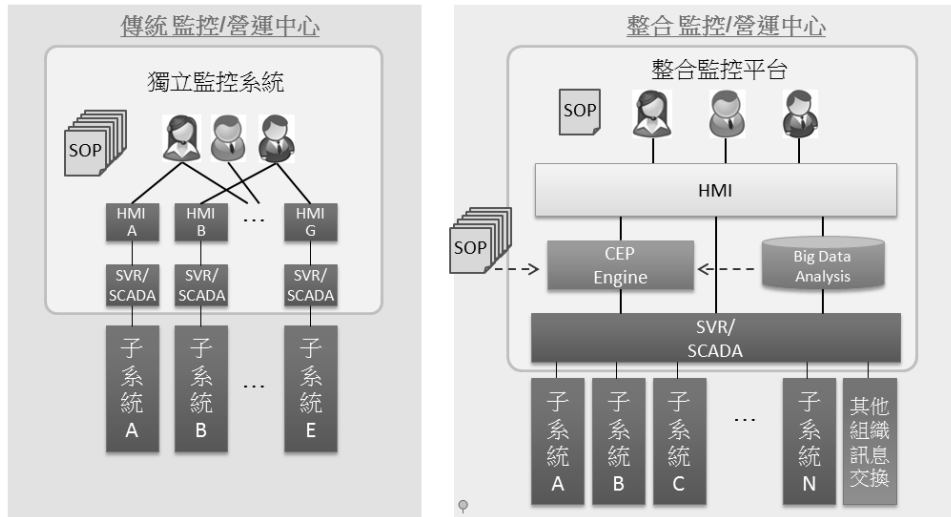 傳統 監控/營運中心
獨立監控系統
SOP
HMI
A
HMI
B
...
HMI
G
SVR/
SCADA
SVR/
SCADA
SVR/
SCADA
子
系
統
A
子
系
統
B
...
子
系
統
E
整合 監控/營運中心
整合監控平台
SOP
HMI
SOP
CEP
Engine
Big Data
Analysis
SVR/
SCADA
子
系
統
A
子
系
統
B
子
系
統
C
...
子
系
統
N
其他
組織
訊息
交換